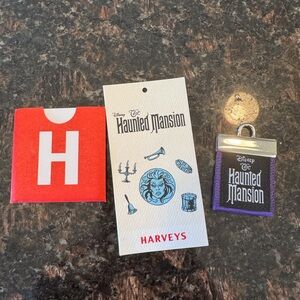 H
Disney The
Haunted Mansion
HARVEYS
Disney
The
Haunted
Mansion